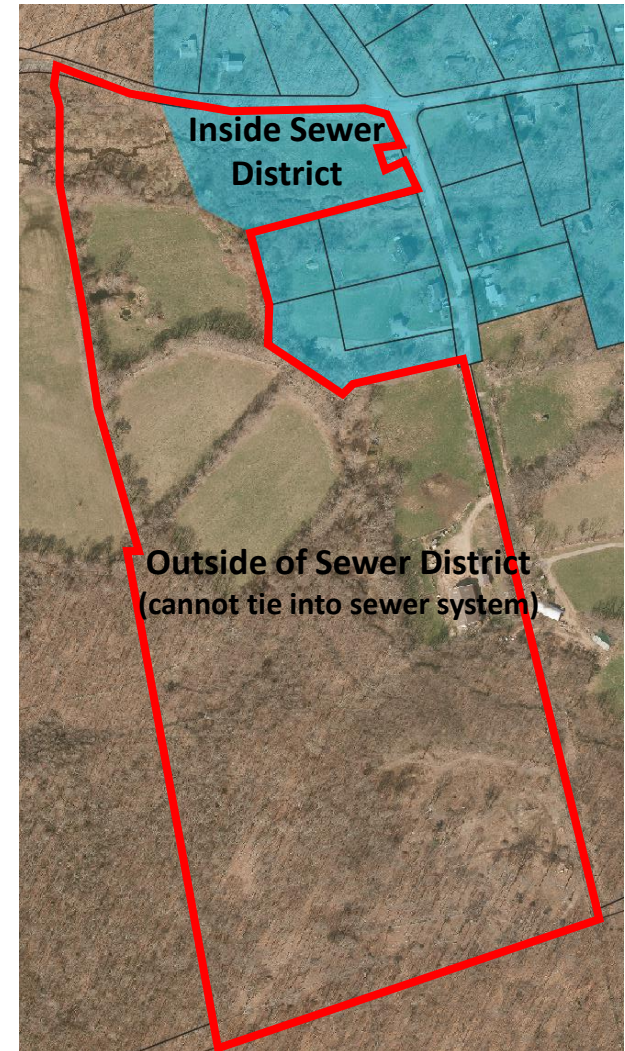 Inside Sewer
District
Outside of Sewer District
(cannot tie into sewer system)